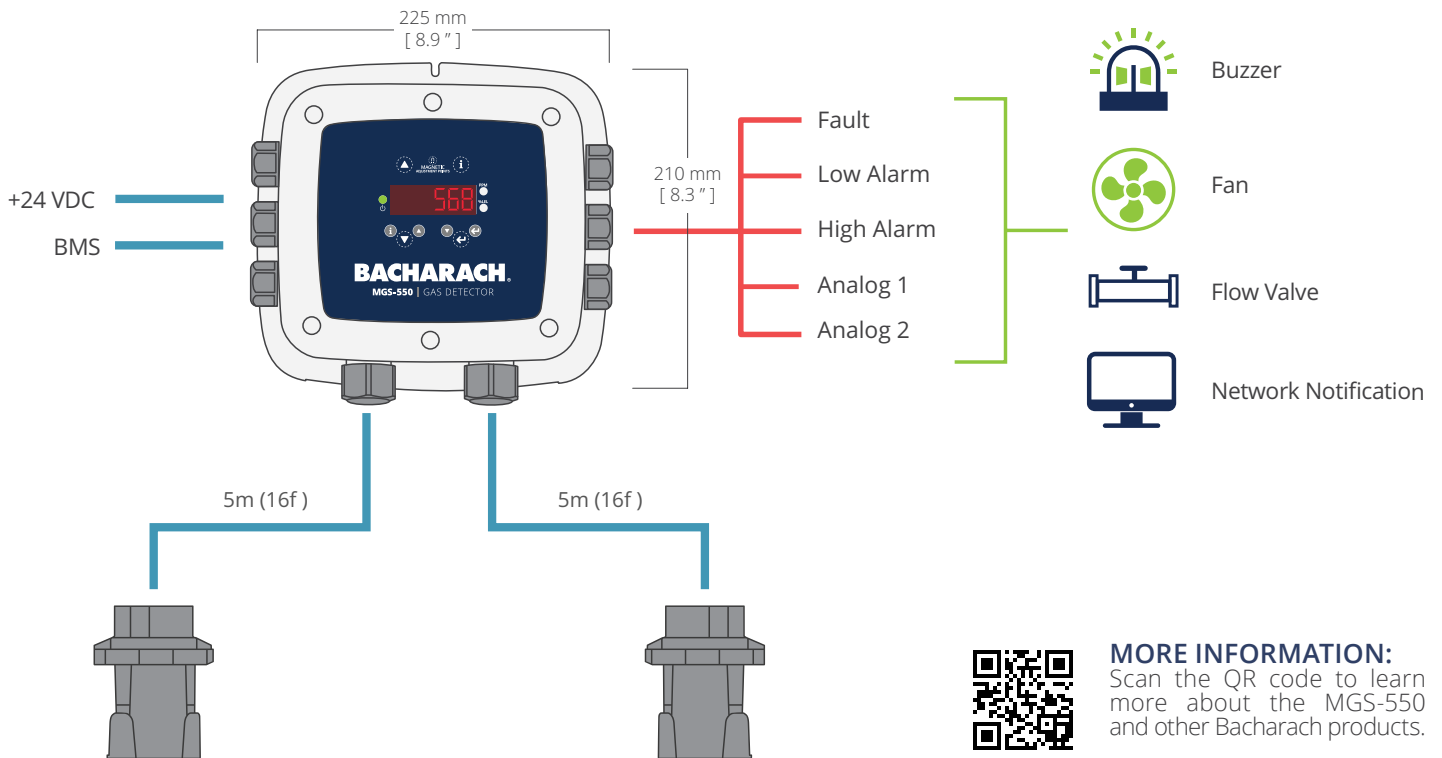 225 mm
[ 8.9 " ]
+24 VDC
BMS
MAGNETIC
ADJUSTMENT POINTS
i
568
PPM
%LEL
i
BACHARACH®
MGS-550 | GAS DETECTOR
210 mm
[ 8.3 " ]
Fault
Low Alarm
High Alarm
Analog 1
Analog 2
Buzzer
Fan
Flow Valve
Network Notification
5m (16f )
5m (16f )
MORE INFORMATION:
Scan the QR code to learn
more about the MGS-550
and other Bacharach products.